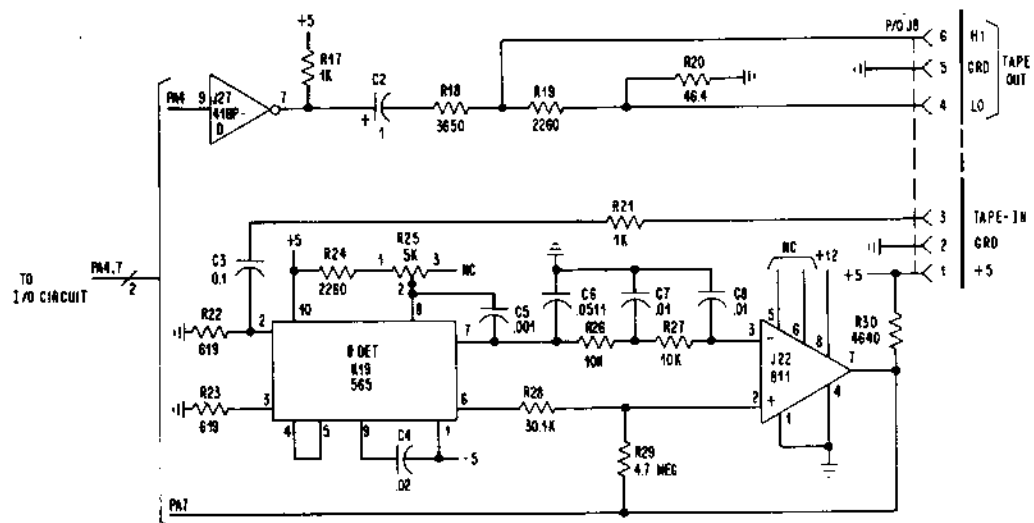 +5
R17
1K
P/O J8
6 HI
TAPE
OUT
5 GRD
4 LO
R20
46.4
PA4 9
J27
418P-
D
7
C2
+
1
R18
3650
R19
2260
R21
1K
3 TAPE-IN
2 GRD
+5 1 +5
TO
I/O CIRCUIT
PA4,7
2
C3
0.1
+5
R24
2260
R25
5K
1
3
2
NC
NC
+12
R22
619
2
10
8
C5
.001
C6
.0511
C7
.01
C8
.01
R26
10K
R27
10K
R30
4640
Ø DET
K19
565
7
5
6
8
3
-
J22
811
7
2
+
1
4
R23
619
3
6
R28
30.1K
4
5
9
1
C4
.02
-5
R29
4.7 MEG
PA7